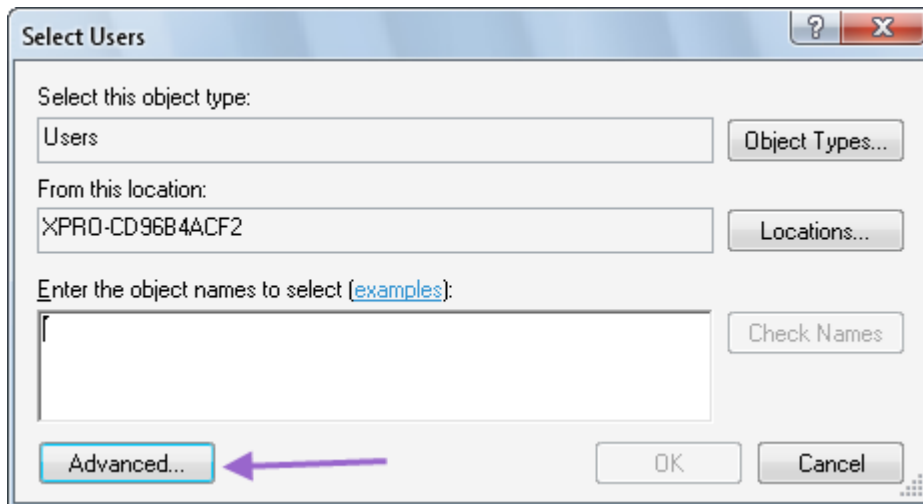 Select Users
Select this object type:
Users
Object Types...
From this location:
XPRO-CD96B4ACF2
Locations...
Enter the object names to select (examples):
Check Names
Advanced...
OK
Cancel